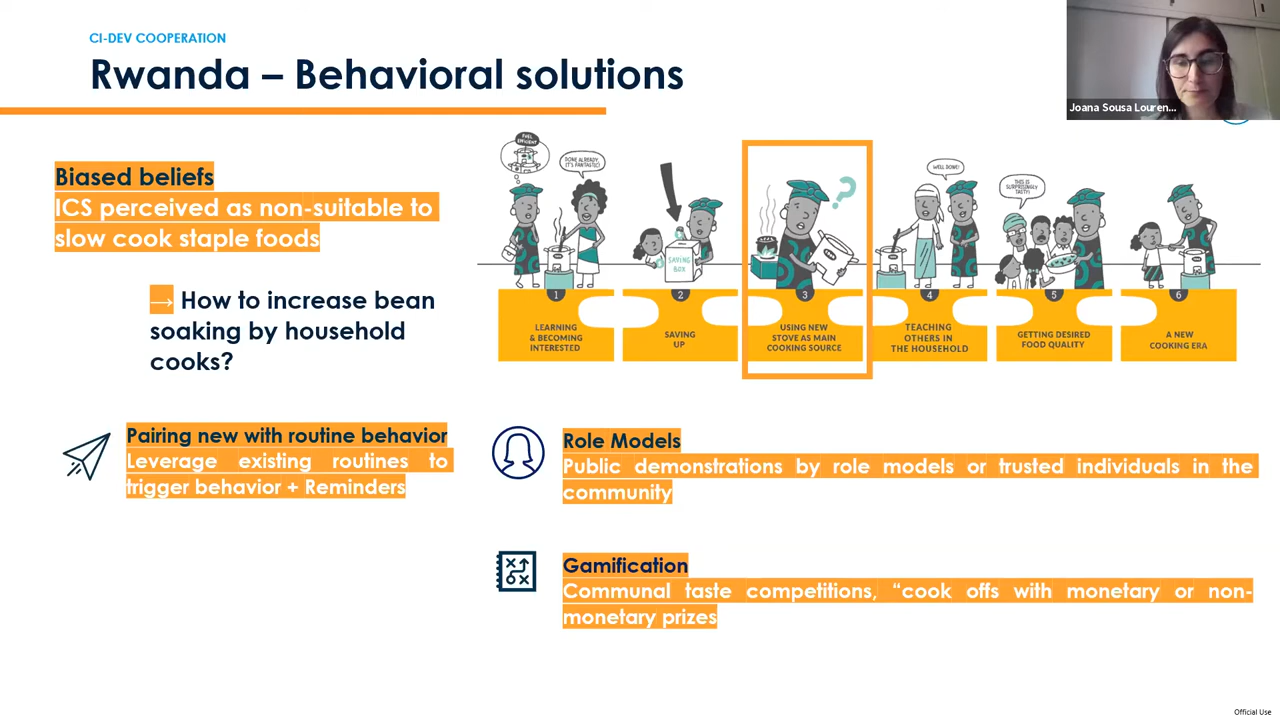 CI-DEV COOPERATION
Rwanda – Behavioral solutions
Joana Sousa Louren...
Biased beliefs
ICS perceived as non-suitable to
slow cook staple foods
→ How to increase bean
soaking by household
cooks?
FUEL
EFFICIENT
DONE ALREADY,
IT'S FANTASTIC!
SAVING
BOX
?
WELL DONE!
THIS IS
SURPRISINGLY
TASTY!
1
LEARNING
& BECOMING
INTERESTED
2
SAVING
UP
3
USING NEW
STOVE AS MAIN
COOKING SOURCE
4
TEACHING
OTHERS IN
THE HOUSEHOLD
5
GETTING DESIRED
FOOD QUALITY
6
A NEW
COOKING ERA
Pairing new with routine behavior
Leverage existing routines to
trigger behavior + Reminders
Role Models
Public demonstrations by role models or trusted individuals in the
community
Gamification
Communal taste competitions, “cook offs with monetary or non-
monetary prizes
Official Use